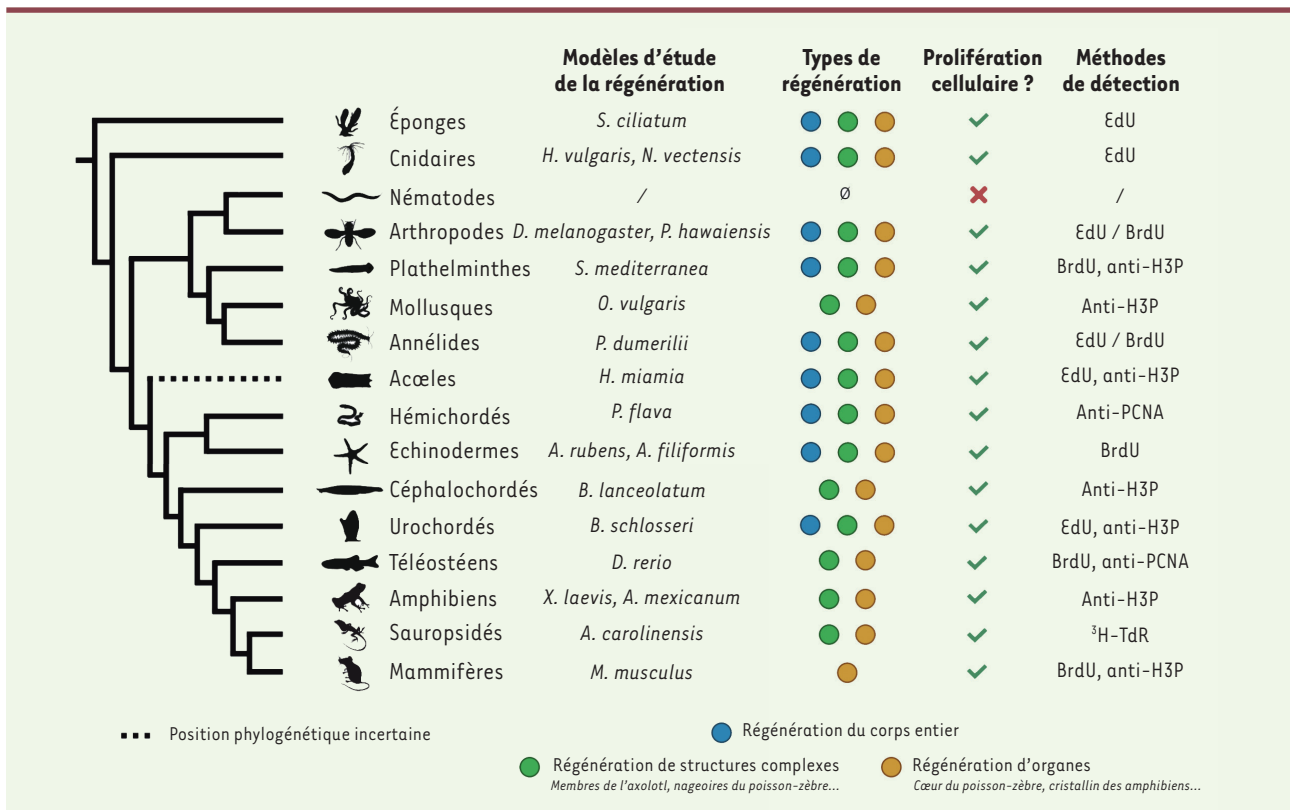 Modèles d'étude de la régénération
Types de régénération
Prolifération cellulaire ?
Méthodes de détection
Éponges S. ciliatum EdU
Cnidaires H. vulgaris, N. vectensis EdU
Nématodes / Ø /
Arthropodes D. melanogaster, P. hawaiensis EdU / BrdU
Plathelminthes S. mediterranea BrdU, anti-H3P
Mollusques O. vulgaris Anti-H3P
Annélides P. dumerilii EdU / BrdU
Acœles H. miamia EdU, anti-H3P
Hémichordés P. flava Anti-PCNA
Echinodermes A. rubens, A. filiformis BrdU
Céphalochordés B. lanceolatum Anti-H3P
Urochordés B. schlosseri EdU, anti-H3P
Téléostéens D. rerio BrdU, anti-PCNA
Amphibiens X. laevis, A. mexicanum Anti-H3P
Sauropsidés A. carolinensis ³H-TdR
Mammifères M. musculus BrdU, anti-H3P
Position phylogénétique incertaine
Régénération du corps entier
Régénération de structures complexes
Membres de l'axolotl, nageoires du poisson-zèbre...
Régénération d'organes
Cœur du poisson-zèbre, cristallin des amphibiens...